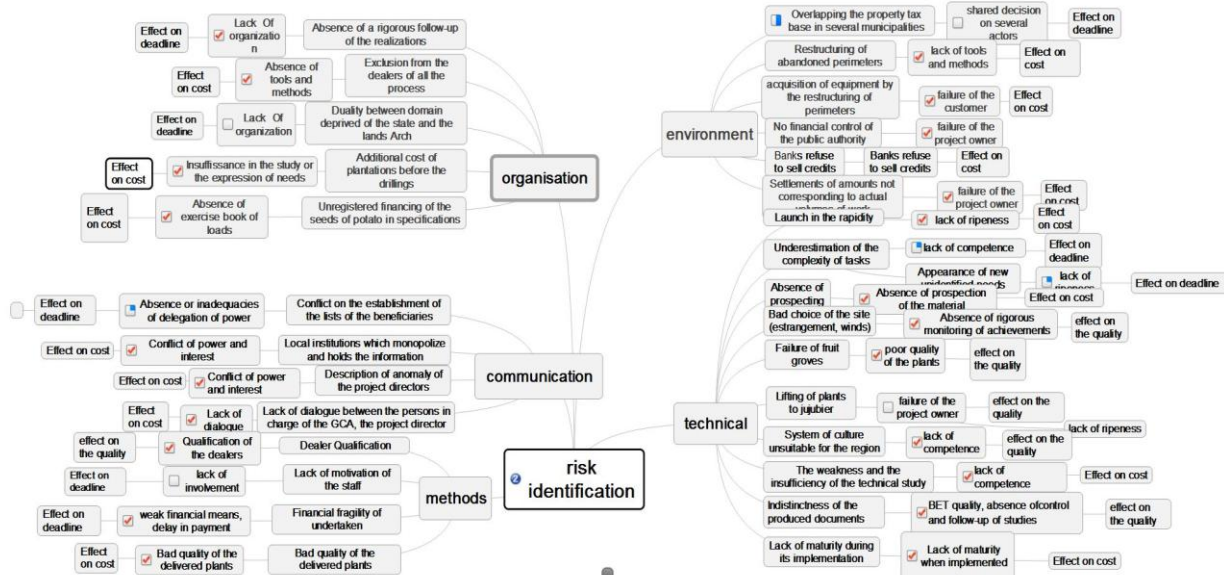 Effect on
deadline
Lack Of
organizatio
n
Absence of a rigorous follow-up
of the realizations
Effect
on cost
Absence of
tools and
methods
Exclusion from the
dealers of all the
process
Effect on
deadline
Lack Of
organization
Duality between domain
deprived of the state and the
lands Arch
Effect
on cost
Insuffissance in the study or
the expression of needs
Additional cost of
plantations before the
drillings
Effect
on cost
Absence of
exercise book of
loads
Unregistered financing of the
seeds of potato in specifications
organisation
Effect on
deadline
Absence or inadequacies
of delegation of power
Conflict on the establishment of
the lists of the beneficiaries
Effect on cost
Conflict of power and
interest
Local institutions which monopolize
and holds the information
Effect on cost
Conflict of power
and interest
Description of anomaly of
the project directors
Effect
on cost
Lack of
dialogue
Lack of dialogue between the persons in
charge of the GCA, the project director
communication
effect on
the quality
Qualification of
the dealers
Dealer Qualification
Effect on
deadline
lack of
involvement
Lack of motivation of
the staff
Effect on
deadline
weak financial means,
delay in payment
Financial fragility of
undertaken
Effect
on cost
Bad quality of the
delivered plants
Bad quality of the
delivered plants
methods
risk
identification
environment
Overlapping the property tax
base in several municipalities
shared decision
on several
actors
Effect on
deadline
Restructuring of
abandoned perimeters
lack of tools
and methods
Effect on
cost
acquisition of equipment by
the restructuring of
perimeters
failure of the
customer
Effect
on cost
No financial control of
the public authority
failure of the
project owner
Banks refuse
to sell credits
Banks refuse
to sell credits
Effect on
cost
Settlements of amounts not
corresponding to actual
volumes of work
failure of the
project owner
Effect
on cost
technical
Launch in the rapidity
lack of ripeness
Effect on
cost
Underestimation of the
complexity of tasks
lack of competence
Effect on
deadline
Appearance of new
unidentified needs
lack of
ripeness
Effect on deadline
Absence of
prospecting
Absence of prospection
of the material
Effect on cost
Bad choice of the site
(estrangement, winds)
Absence of rigorous
monitoring of achievements
effect on
the quality
Failure of fruit
groves
poor quality
of the plants
effect on
the quality
Lifting of plants
to jujubier
failure of the
project owner
effect on the
quality
lack of ripeness
System of culture
unsuitable for the region
lack of
competence
effect on the
quality
The weakness and the
insufficiency of the technical study
lack of
competence
Effect on cost
Indistinctness of the
produced documents
BET quality, absence ofcontrol
and follow-up of studies
effect on
the quality
Lack of maturity during
its implementation
Lack of maturity
when implemented
Effect on cost